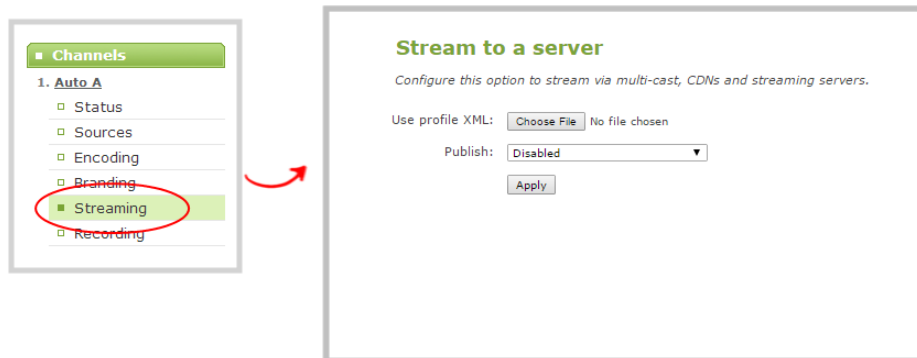 Channels
1. Auto A
Status
Sources
Encoding
Branding
Streaming
Recording
Stream to a server
Configure this option to stream via multi-cast, CDNs and streaming servers.
Use profile XML: Choose File No file chosen
Publish: Disabled
Apply